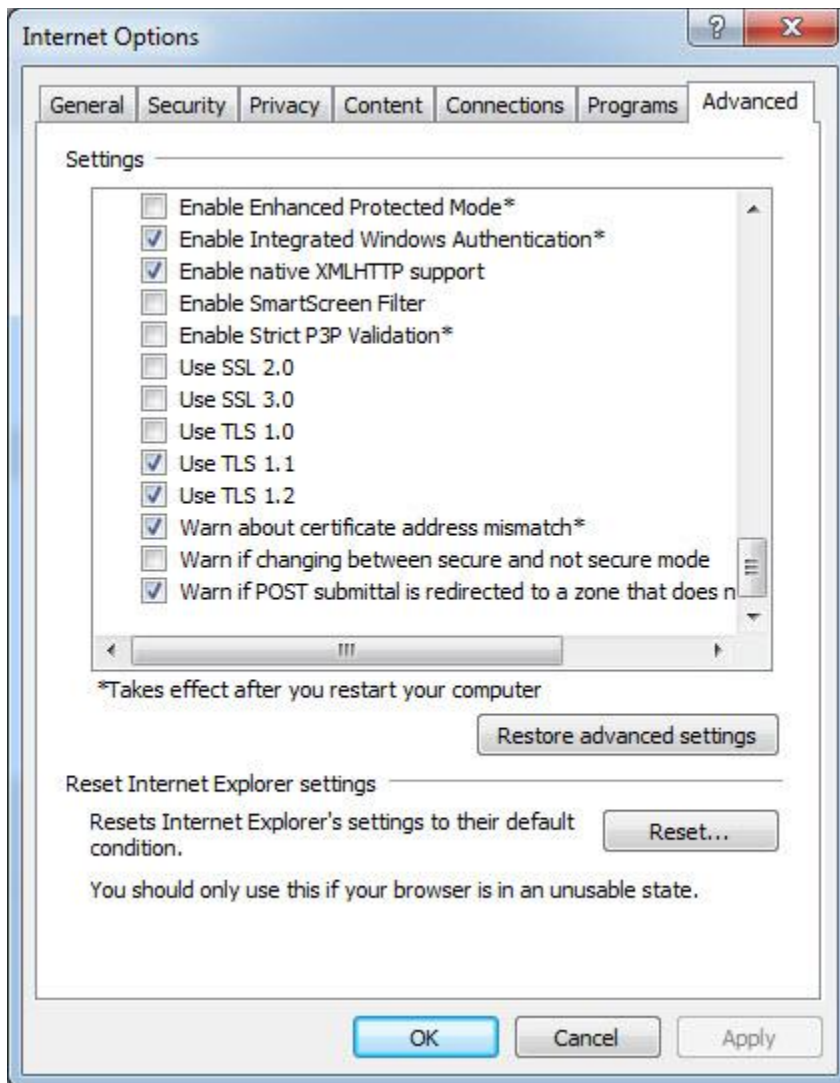 Internet Options
General Security Privacy Content Connections Programs Advanced
Settings
Enable Enhanced Protected Mode*
Enable Integrated Windows Authentication*
Enable native XMLHTTP support
Enable SmartScreen Filter
Enable Strict P3P Validation*
Use SSL 2.0
Use SSL 3.0
Use TLS 1.0
Use TLS 1.1
Use TLS 1.2
Warn about certificate address mismatch*
Warn if changing between secure and not secure mode
Warn if POST submittal is redirected to a zone that does n
*Takes effect after you restart your computer
Restore advanced settings
Reset Internet Explorer settings
Resets Internet Explorer's settings to their default
condition.
Reset...
You should only use this if your browser is in an unusable state.
OK Cancel Apply